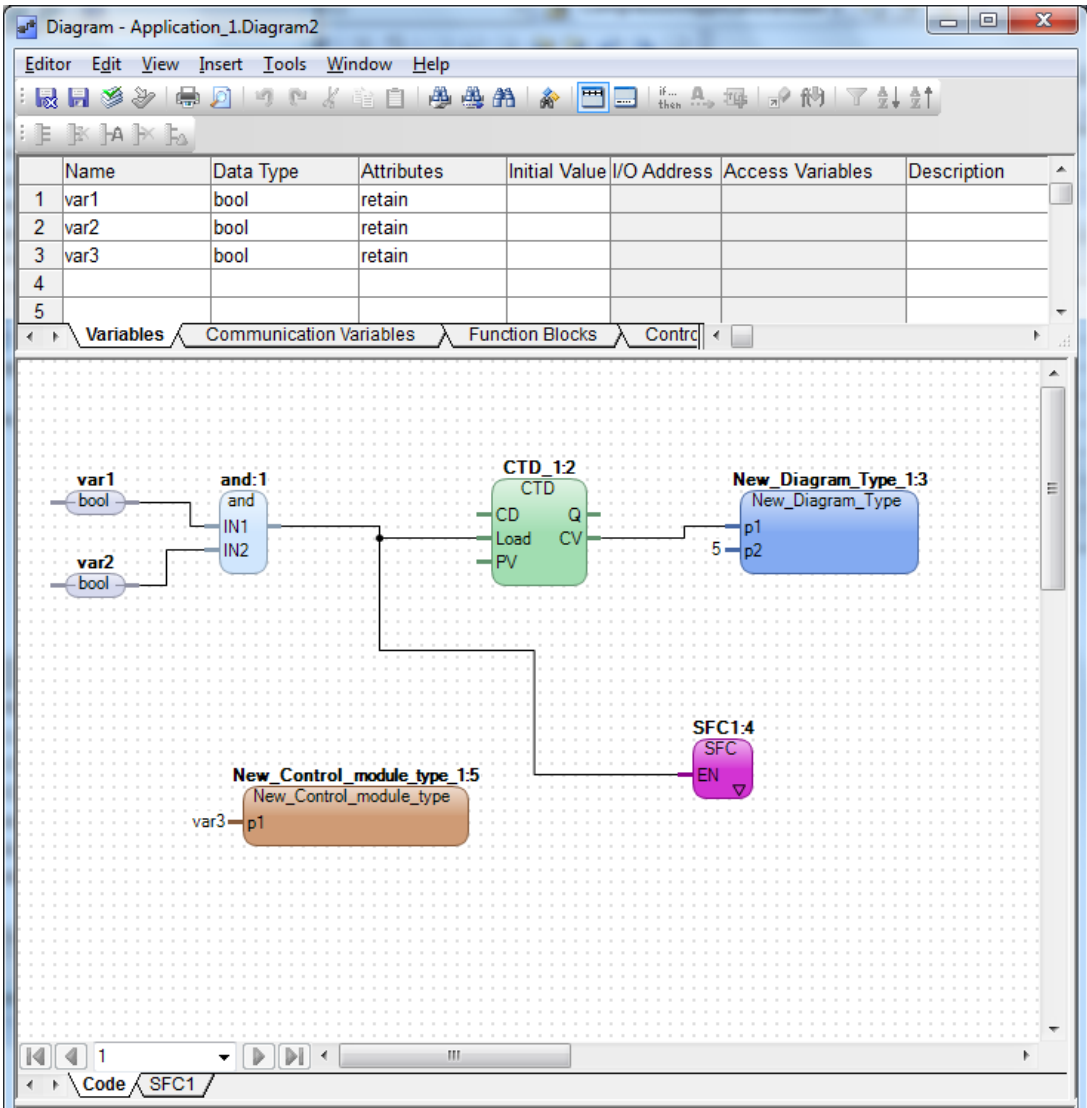 Diagram - Application_1.Diagram2
Editor Edit View Insert Tools Window Help
if... then
Name Data Type Attributes Initial Value I/O Address Access Variables Description
1 var1 bool retain
2 var2 bool retain
3 var3 bool retain
4
5
Variables Communication Variables Function Blocks Contro
var1
bool
var2
bool
and:1
and
IN1
IN2
CTD_1:2
CTD
CD Q
Load CV
PV
New_Diagram_Type_1:3
New_Diagram_Type
p1
5 p2
SFC1:4
SFC
EN
New_Control_module_type_1:5
New_Control_module_type
var3 p1
1
Code SFC1